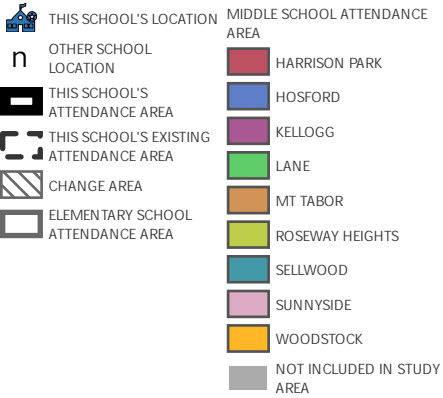 THIS SCHOOL'S LOCATION
n
OTHER SCHOOL
LOCATION
THIS SCHOOL'S
ATTENDANCE AREA
THIS SCHOOL'S EXISTING
ATTENDANCE AREA
CHANGE AREA
ELEMENTARY SCHOOL
ATTENDANCE AREA
MIDDLE SCHOOL ATTENDANCE
AREA
HARRISON PARK
HOSFORD
KELLOGG
LANE
MT TABOR
ROSEWAY HEIGHTS
SELLWOOD
SUNNYSIDE
WOODSTOCK
NOT INCLUDED IN STUDY
AREA